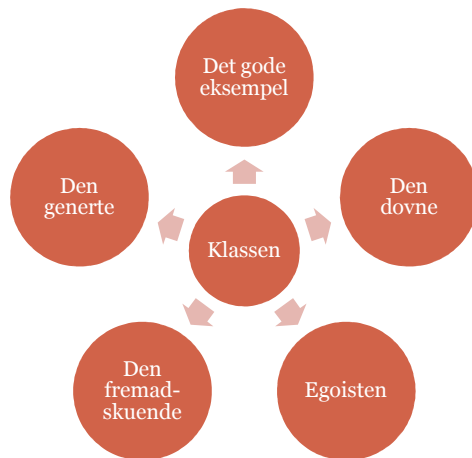 Det gode
eksempel
Den
generte
Den
dovne
Klassen
Den
fremad-
skuende
Egoisten